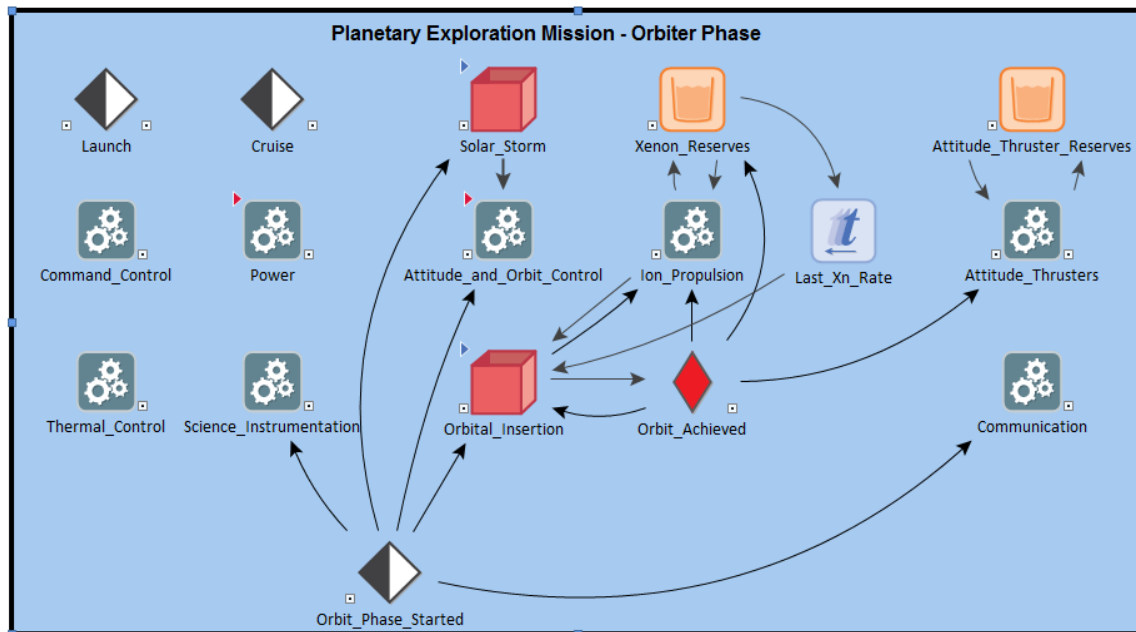 Planetary Exploration Mission - Orbiter Phase
Launch
Cruise
Solar_Storm
Xenon_Reserves
Attitude_Thruster_Reserves
Command_Control
Power
Attitude_and_Orbit_Control
Ion_Propulsion
t
Last_Xn_Rate
Attitude_Thrusters
Thermal_Control
Science_Instrumentation
Orbital_Insertion
Orbit_Achieved
Communication
Orbit_Phase_Started